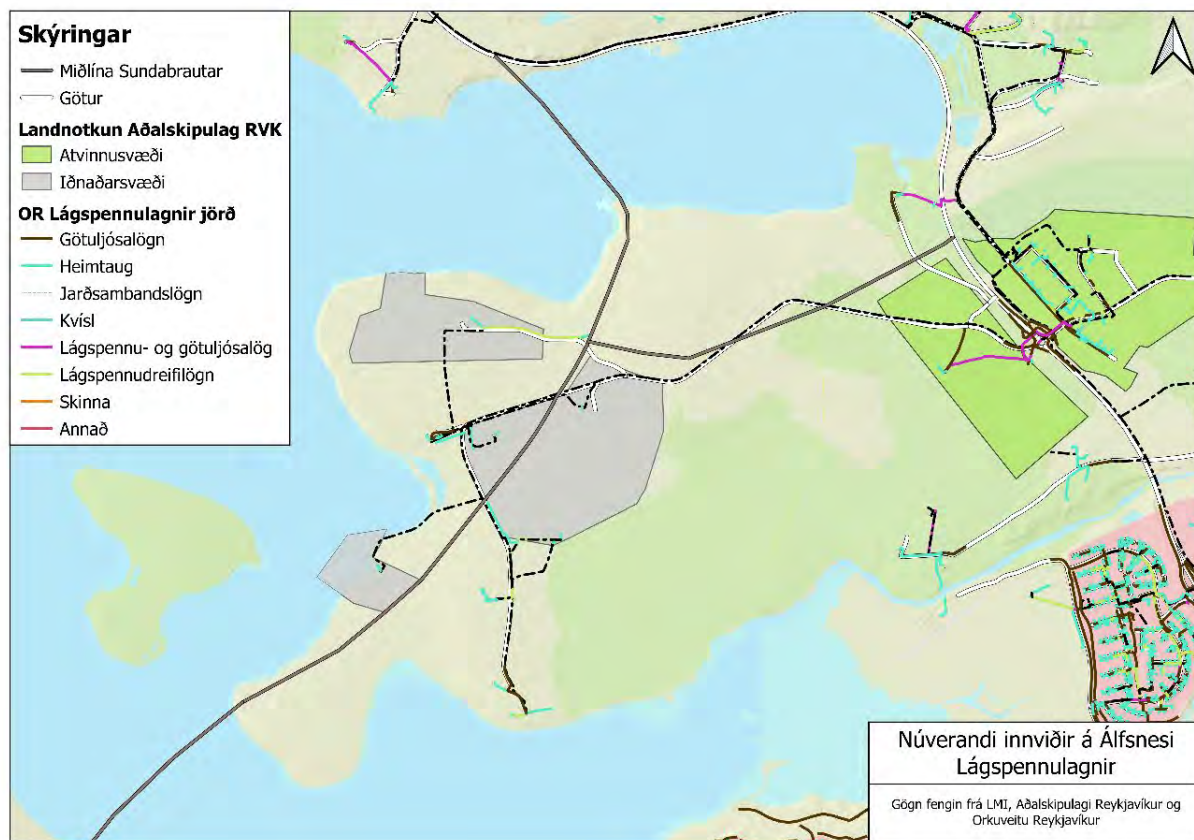 Skýringar
Miðlína Sundabrautar
Götur
Landnotkun Aðalskipulag RVK
Atvinnusvæði
Iðnaðarsvæði
OR Lágspennulagnir jörð
Götuljósalögn
Heimtaug
Jarðsambandslögn
Kvísl
Lágspennu- og götuljósalög
Lágspennudreifilögn
Skinna
Annað
Núverandi innviðir á Álfsnesi
Lágspennulagnir
Gögn fengin frá LMI, Aðalskipulagi Reykjavíkur og
Orkuveitu Reykjavíkur